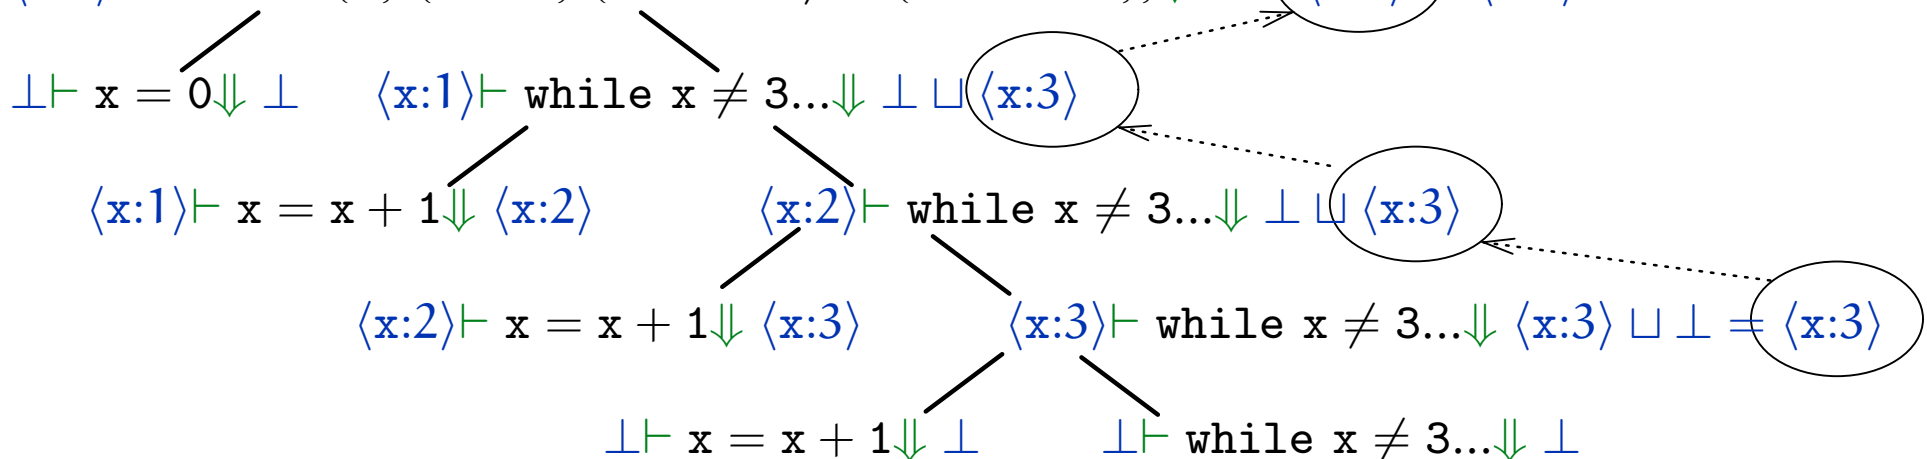 ⊥⊢ x = 0⇓ ⊥ ⟨x:1⟩⊢ while x ≠ 3...⇓ ⊥ ⊔ ⟨x:3⟩
⟨x:1⟩⊢ x = x + 1⇓ ⟨x:2⟩ ⟨x:2⟩⊢ while x ≠ 3...⇓ ⊥ ⊔ ⟨x:3⟩
⟨x:2⟩⊢ x = x + 1⇓ ⟨x:3⟩ ⟨x:3⟩⊢ while x ≠ 3...⇓ ⟨x:3⟩ ⊔ ⊥ = ⟨x:3⟩
⊥⊢ x = x + 1⇓ ⊥ ⊥⊢ while x ≠ 3...⇓ ⊥